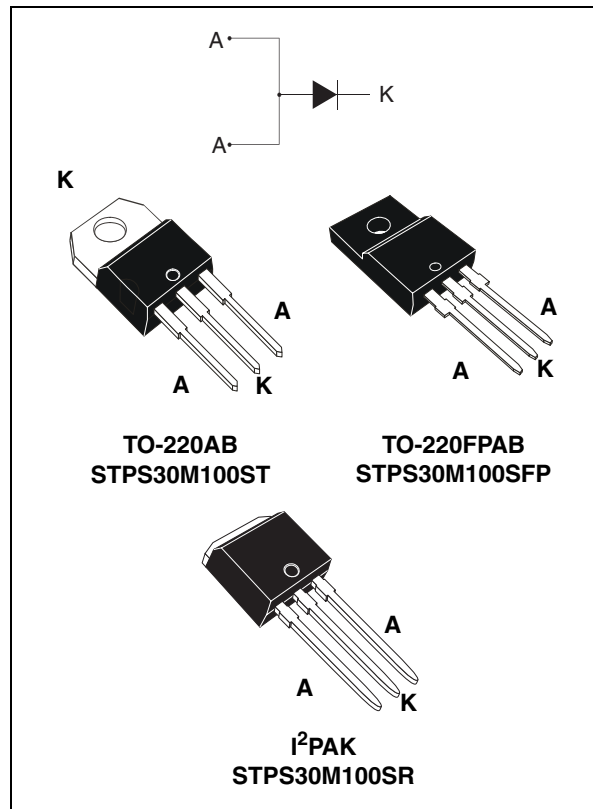 A
K
A
K
A
K
A
A
K
A
TO-220AB
STPS30M100ST
TO-220FPAB
STPS30M100SFP
A
K
A
I²PAK
STPS30M100SR